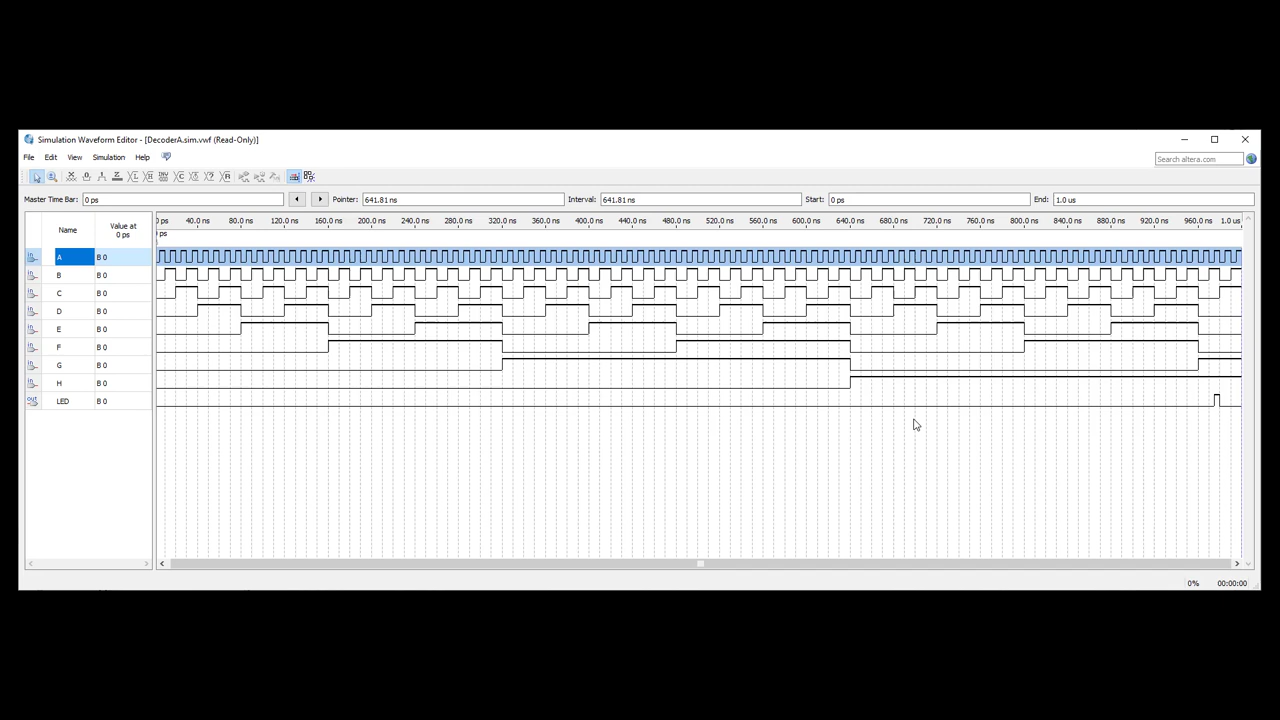 Simulation Waveform Editor - [DecoderA.sim.vwf (Read-Only)]
File Edit View Simulation Help
Search altera.com
Master Time Bar: 0 ps Pointer: 641.81 ns Interval: 641.81 ns Start: 0 ps End: 1.0 us
Name Value at 0 ps
0 ps 40.0 ns 80.0 ns 120.0 ns 160.0 ns 200.0 ns 240.0 ns 280.0 ns 320.0 ns 360.0 ns 400.0 ns 440.0 ns 480.0 ns 520.0 ns 560.0 ns 600.0 ns 640.0 ns 680.0 ns 720.0 ns 760.0 ns 800.0 ns 840.0 ns 880.0 ns 920.0 ns 960.0 ns 1.0 us
0 ps
A B 0
B B 0
C B 0
D B 0
E B 0
F B 0
G B 0
H B 0
LED B 0
0% 00:00:00